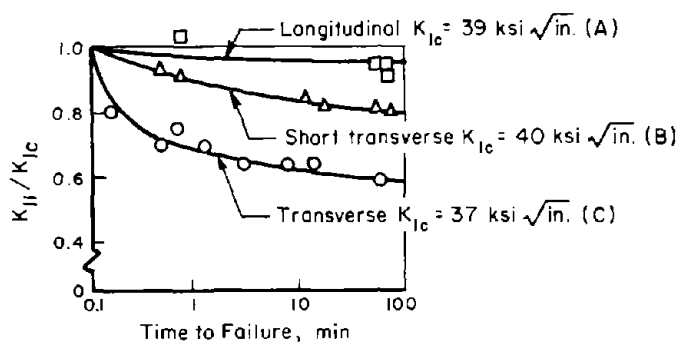 Longitudinal K_Ic = 39 ksi √in. (A)
1.0
0.8
Short transverse K_Ic = 40 ksi √in. (B)
0.6
Transverse K_Ic = 37 ksi √in. (C)
0.4
0
K_Ii / K_Ic
0.1 1 10 100
Time to Failure, min